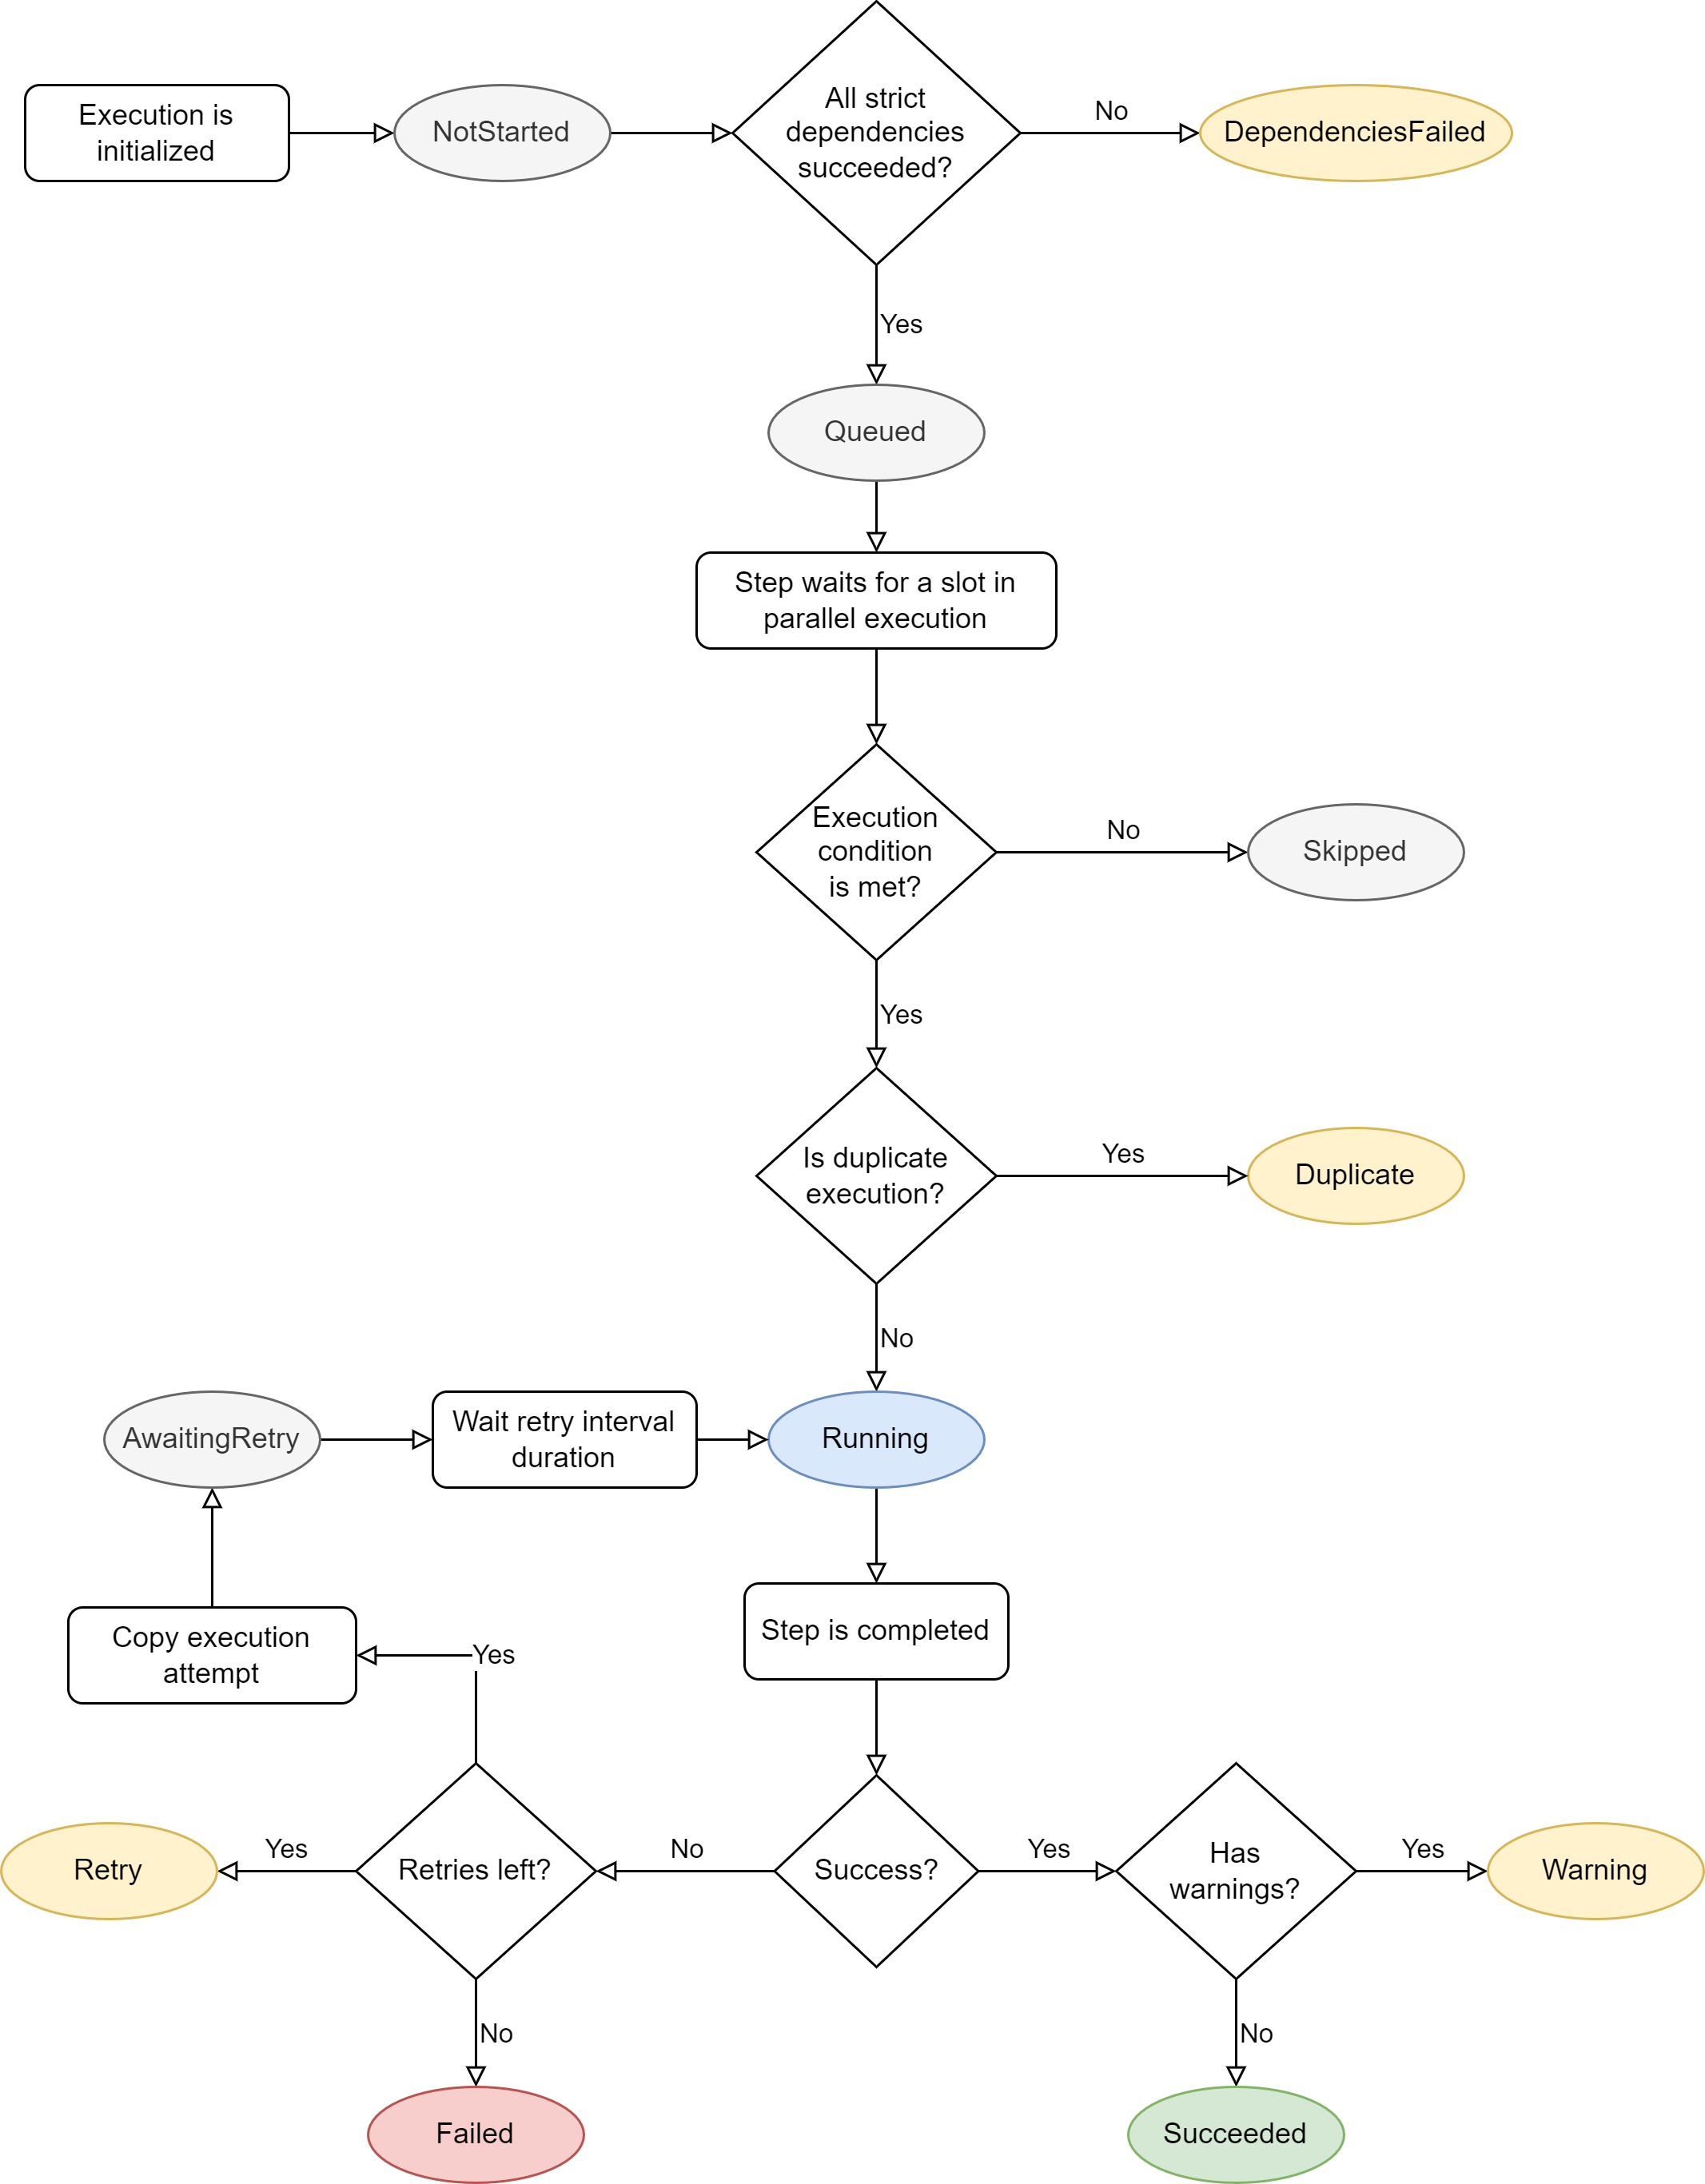 Execution is
initialized
NotStarted
All strict
dependencies
succeeded?
No
DependenciesFailed
Yes
Queued
Step waits for a slot in
parallel execution
Execution
condition
is met?
No
Skipped
Yes
Is duplicate
execution?
Yes
Duplicate
No
AwaitingRetry
Wait retry interval
duration
Running
Copy execution
attempt
Yes
Step is completed
Retry
Yes
Retries left?
No
Success?
Yes
Has
warnings?
Yes
Warning
No
No
Failed
Succeeded